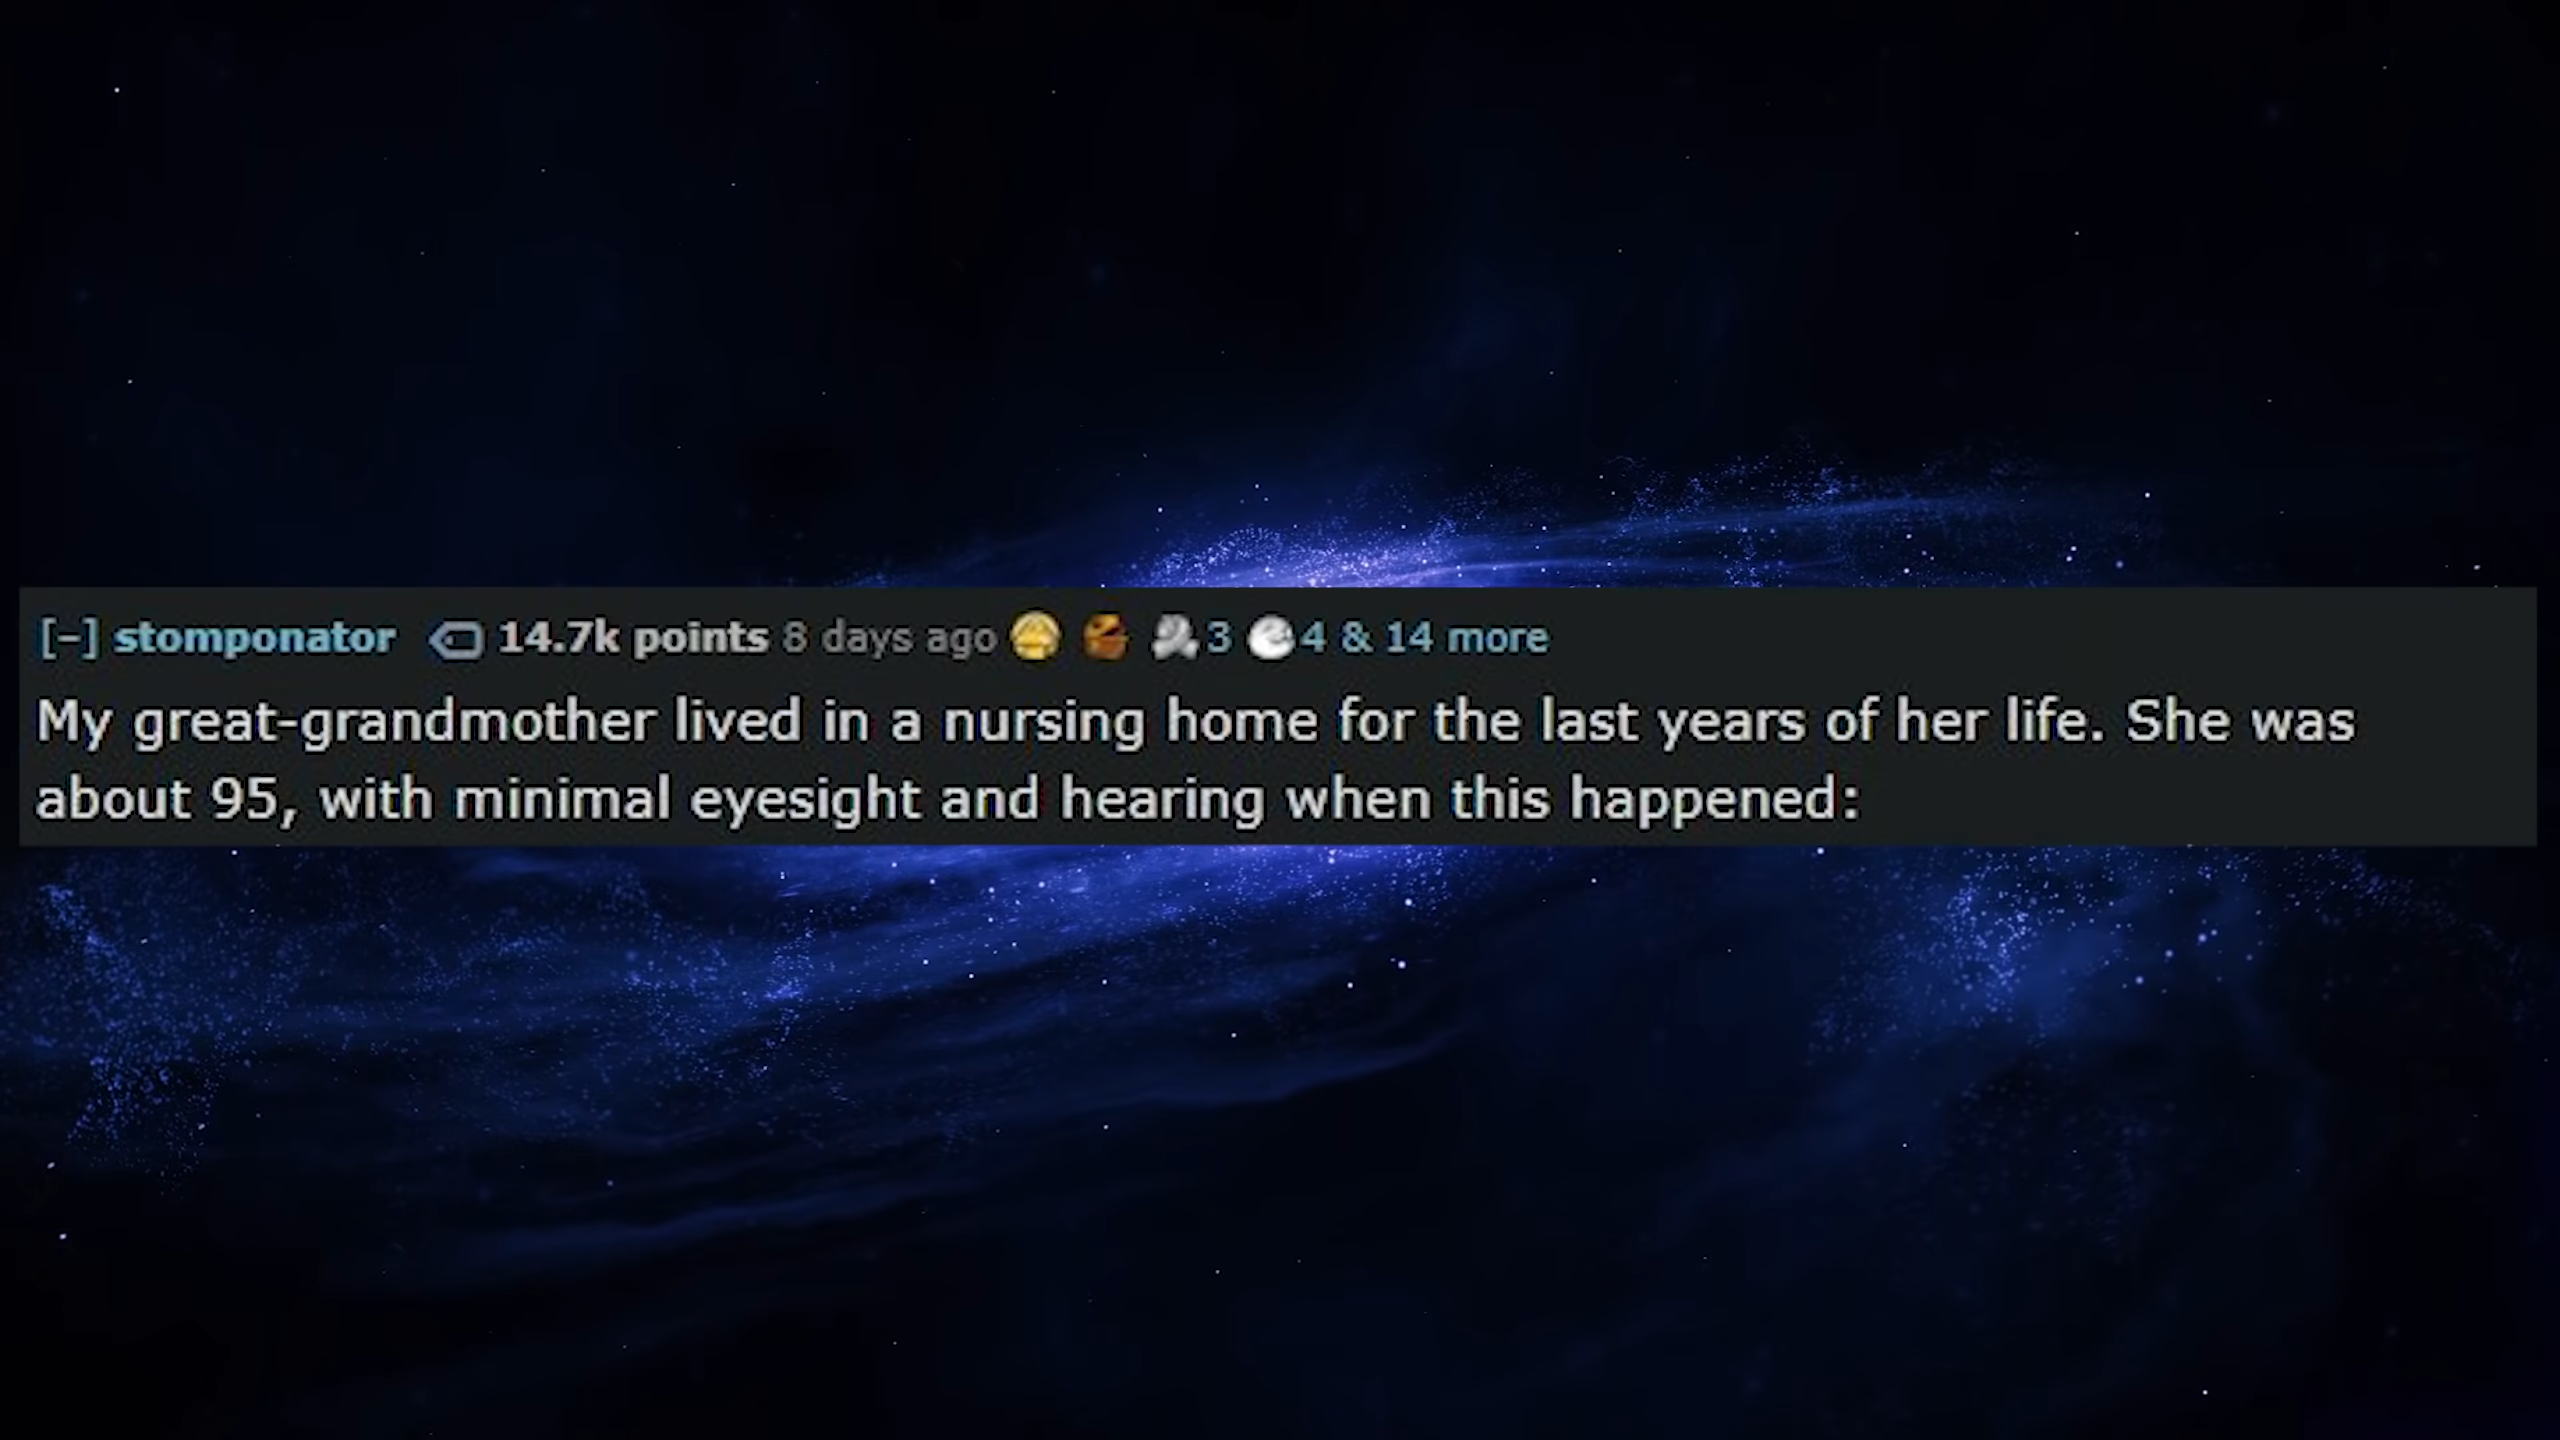 [–] stomponator 14.7k points 8 days ago 3 4 & 14 more
My great-grandmother lived in a nursing home for the last years of her life. She was
about 95, with minimal eyesight and hearing when this happened: